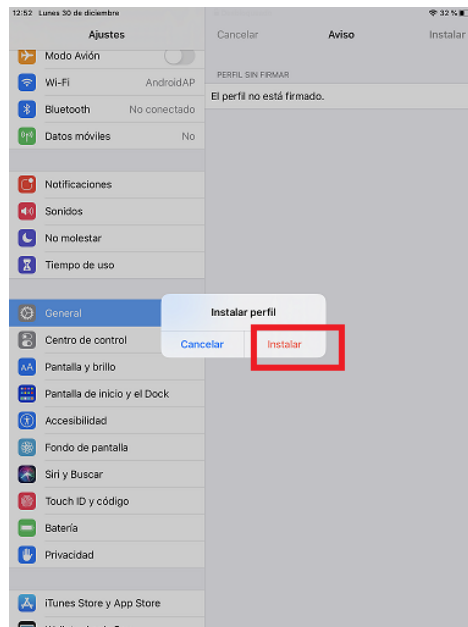 12:52 Lunes 30 de diciembre
32 %
Ajustes
Cancelar Aviso Instalar
Modo Avión
PERFIL SIN FIRMAR
Wi-Fi AndroidAP
El perfil no está firmado.
Bluetooth No conectado
Datos móviles No
Notificaciones
Sonidos
No molestar
Tiempo de uso
General
Instalar perfil
Cancelar Instalar
Centro de control
Pantalla y brillo
Pantalla de inicio y el Dock
Accesibilidad
Fondo de pantalla
Siri y Buscar
Touch ID y código
Batería
Privacidad
iTunes Store y App Store